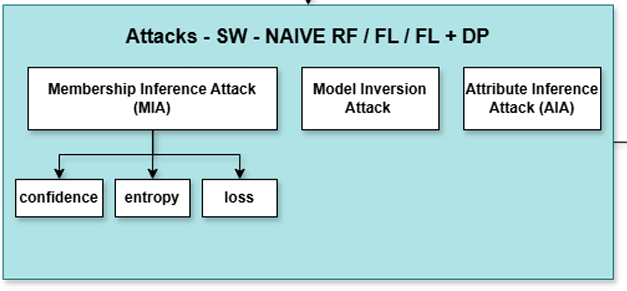 Attacks - SW - NAIVE RF / FL / FL + DP
Membership Inference Attack
(MIA)
Model Inversion
Attack
Attribute Inference
Attack (AIA)
confidence
entropy
loss